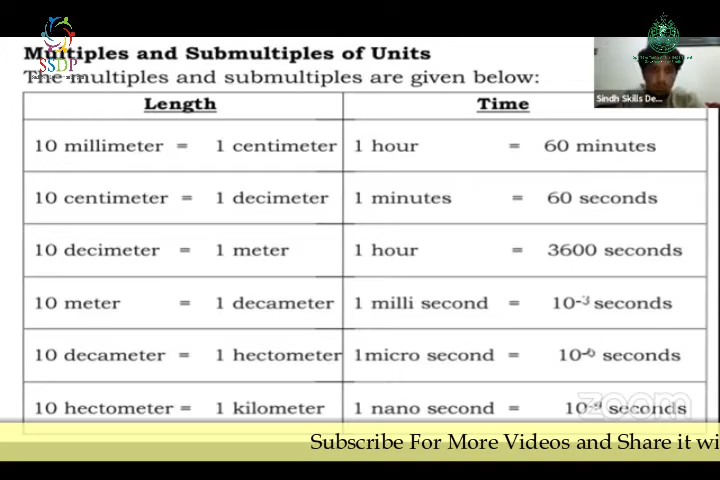 Multiples and Submultiples of Units
SSDP
The multiples and submultiples are given below:
Sindh Skills De...
Length Time
10 millimeter = 1 centimeter 1 hour = 60 minutes
10 centimeter = 1 decimeter 1 minutes = 60 seconds
10 decimeter = 1 meter 1 hour = 3600 seconds
10 meter = 1 decameter 1 milli second = 10-3 seconds
10 decameter = 1 hectometer 1micro second = 10-6 seconds
10 hectometer = 1 kilometer 1 nano second = 10-9 seconds
zoom
Subscribe For More Videos and Share it wi